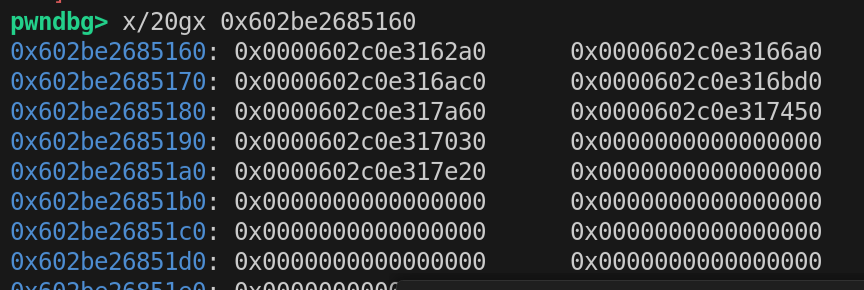 pwndbg> x/20gx 0x602be2685160
0x602be2685160: 0x0000602c0e3162a0 0x0000602c0e3166a0
0x602be2685170: 0x0000602c0e316ac0 0x0000602c0e316bd0
0x602be2685180: 0x0000602c0e317a60 0x0000602c0e317450
0x602be2685190: 0x0000602c0e317030 0x0000000000000000
0x602be26851a0: 0x0000602c0e317e20 0x0000000000000000
0x602be26851b0: 0x0000000000000000 0x0000000000000000
0x602be26851c0: 0x0000000000000000 0x0000000000000000
0x602be26851d0: 0x0000000000000000 0x0000000000000000